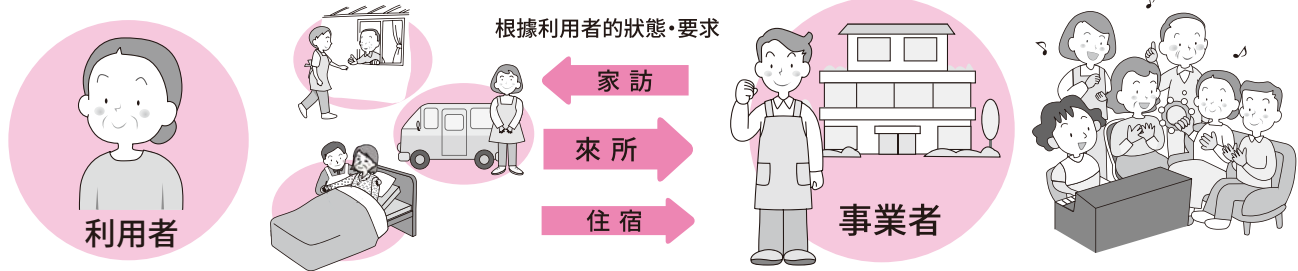 根據利用者的狀態・要求
家訪
來所
住宿
利用者
事業者